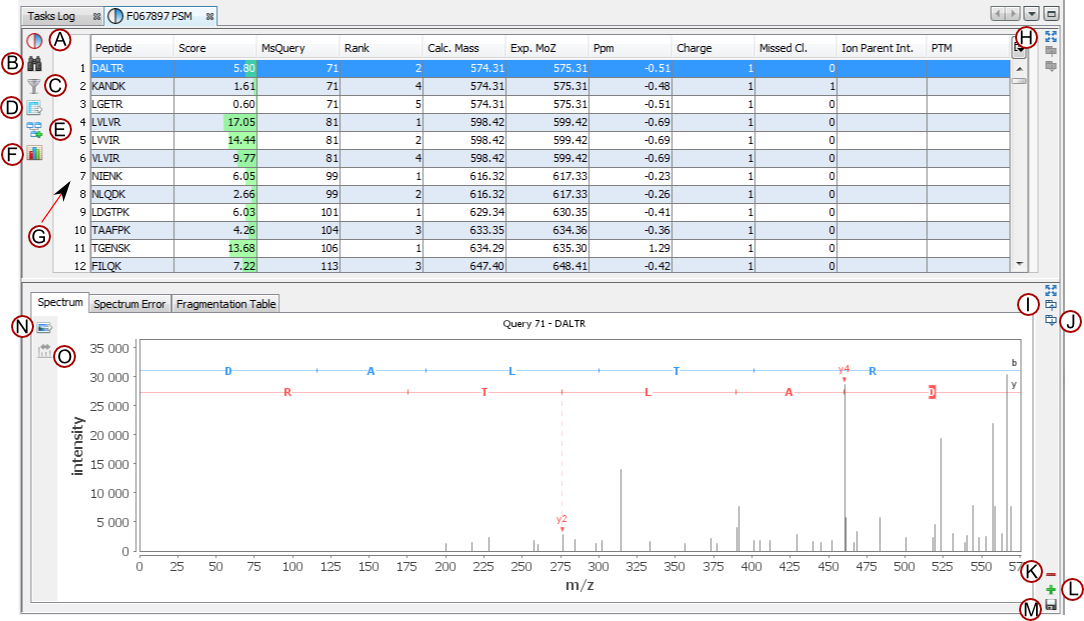 Tasks Log F067897 PSM
A
Peptide Score MsQuery Rank Calc. Mass Exp. MoZ Ppm Charge Missed Cl. Ion Parent Int. PTM H
B
1 DALTR 5.80 71 2 574.31 575.31 -0.51 1 0
C 2 KANDK 1.61 71 4 574.31 575.31 -0.48 1 1
D 3 LGETR 0.60 71 5 574.31 575.31 -0.51 1 0
E 4 LVLVR 17.05 81 1 598.42 599.42 -0.69 1 0
5 LVVIR 14.44 81 2 598.42 599.42 -0.69 1 0
F 6 VLVIR 9.77 81 4 598.42 599.42 -0.69 1 0
7 NIENK 6.05 99 1 616.32 617.33 -0.23 1 0
8 NLQDK 2.66 99 2 616.32 617.33 -0.26 1 0
9 LDGTPK 6.03 101 1 629.34 630.35 -0.41 1 0
G 10 TAAFPK 4.26 104 3 633.35 634.36 -0.36 1 0
11 TGENSK 13.68 106 1 634.29 635.30 1.29 1 0
12 FILQK 7.22 113 3 647.40 648.41 -0.42 1 0
Spectrum Spectrum Error Fragmentation Table I
J
N Query 71 - DALTR
O
35 000
b
D A L T y4 R
30 000
y
R T L A D
25 000
intensity
20 000
15 000
10 000
5 000 y2
0
0 25 50 75 100 125 150 175 200 225 250 275 300 325 350 375 400 425 450 475 500 525 550 57
K
m/z
L
M